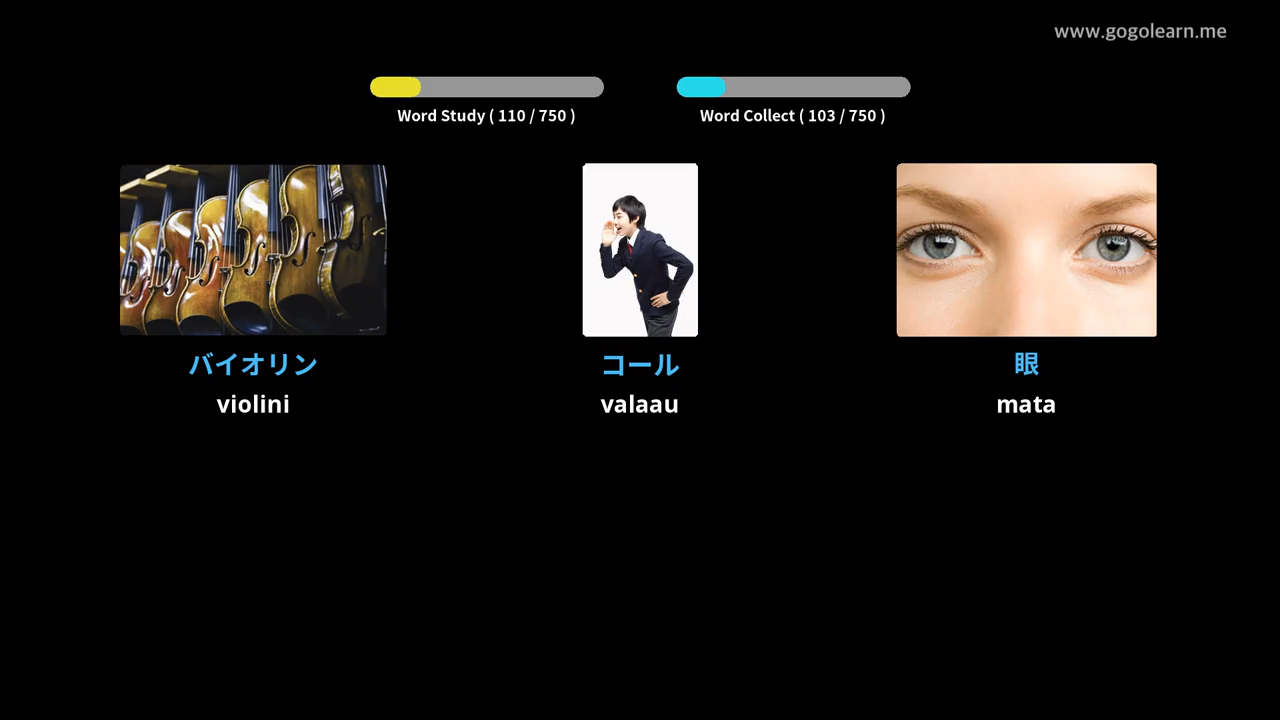 www.gogolearn.me
Word Study ( 110 / 750 )
Word Collect ( 103 / 750 )
バイオリン
コール
眼
violini
valaau
mata